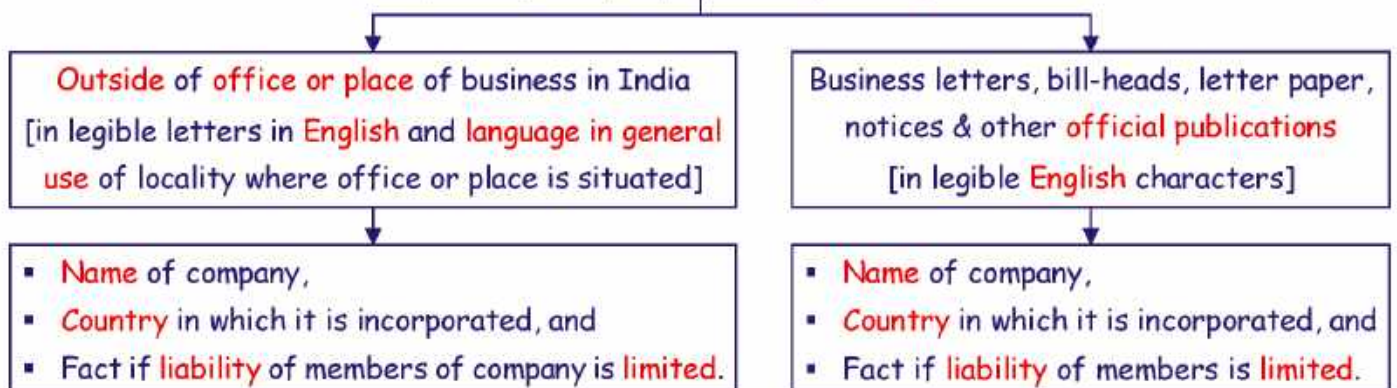 Outside of office or place of business in India
[in legible letters in English and language in general
use of locality where office or place is situated]
Business letters, bill-heads, letter paper,
notices & other official publications
[in legible English characters]
▪ Name of company,
▪ Country in which it is incorporated, and
▪ Fact if liability of members of company is limited.
▪ Name of company,
▪ Country in which it is incorporated, and
▪ Fact if liability of members is limited.